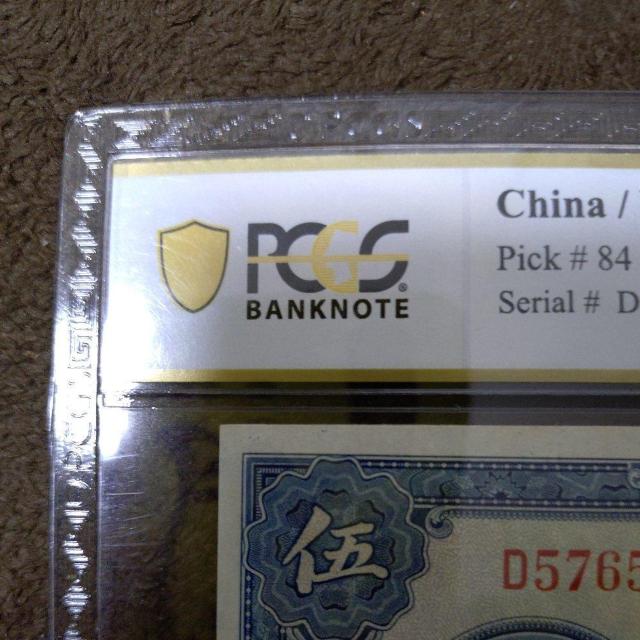 PCGS
BANKNOTE®
China /
Pick # 84
Serial # D
伍
D5765